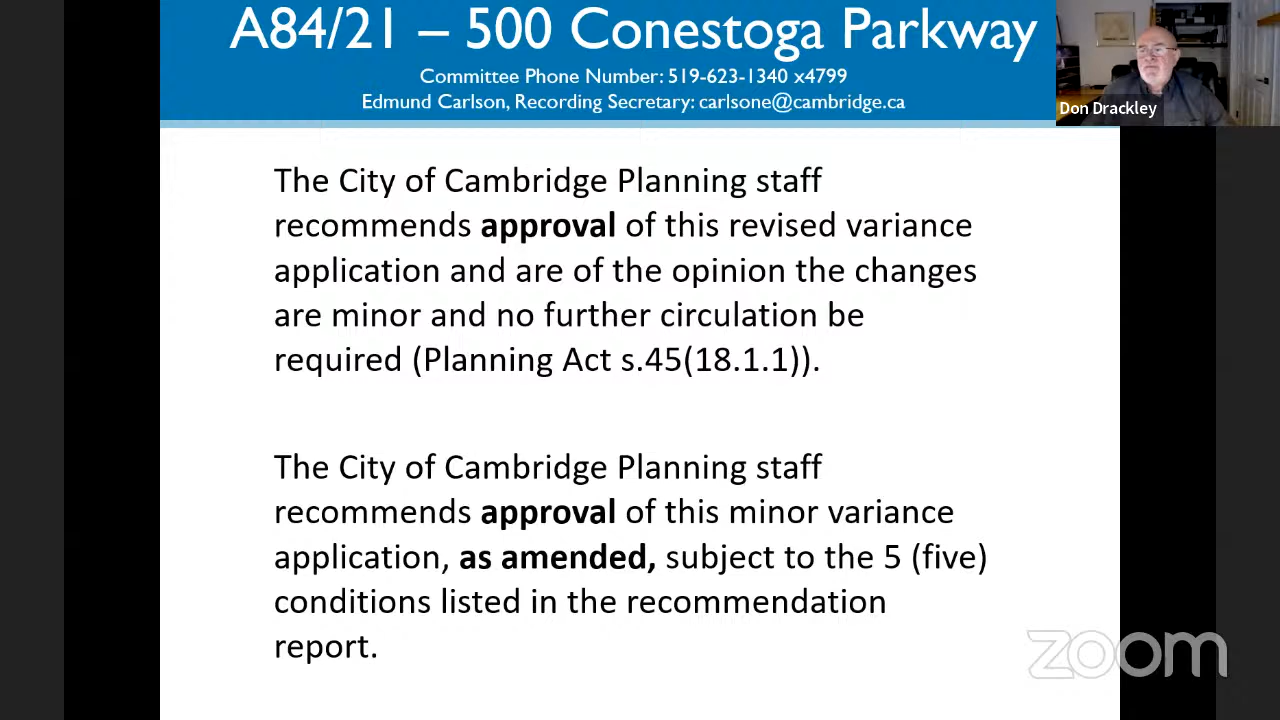 A84/21 – 500 Conestoga Parkway
Committee Phone Number: 519-623-1340 x4799
Edmund Carlson, Recording Secretary: carlsone@cambridge.ca
Don Drackley
The City of Cambridge Planning staff
recommends approval of this revised variance
application and are of the opinion the changes
are minor and no further circulation be
required (Planning Act s.45(18.1.1)).
The City of Cambridge Planning staff
recommends approval of this minor variance
application, as amended, subject to the 5 (five)
conditions listed in the recommendation
report.
zoom